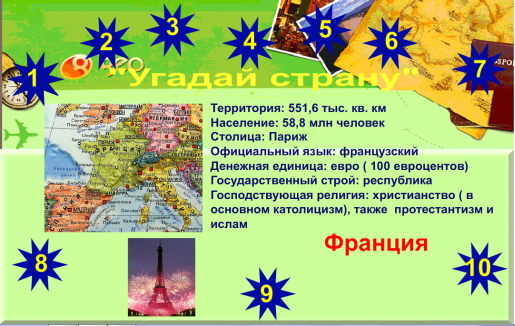 1
2
3
4
5
6
7
"Угадай страну"
Территория: 551,6 тыс. кв. км
Население: 58,8 млн человек
Столица: Париж
Официальный язык: французский
Денежная единица: евро ( 100 евроцентов)
Государственный строй: республика
Господствующая религия: христианство ( в
основном католицизм), также  протестантизм и
ислам
Франция
8
9
10